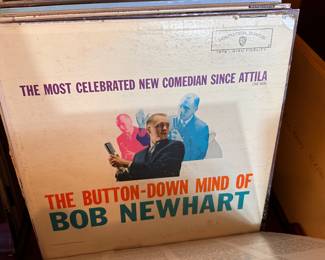 THE MOST CELEBRATED NEW COMEDIAN SINCE ATTILA
THE BUTTON-DOWN MIND OF
BOB NEWHART